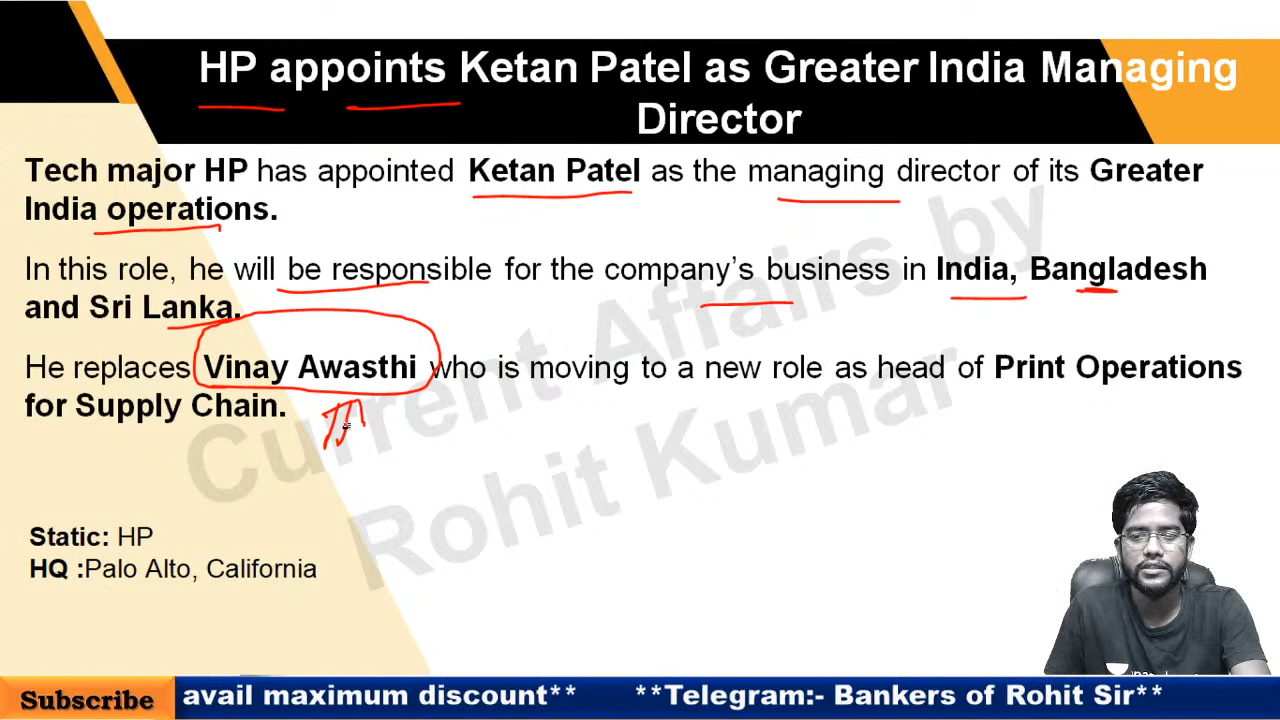 HP appoints Ketan Patel as Greater India Managing
Director
Tech major HP has appointed Ketan Patel as the managing director of its Greater
India operations.
In this role, he will be responsible for the company's business in India, Bangladesh
and Sri Lanka.
He replaces Vinay Awasthi who is moving to a new role as head of Print Operations
for Supply Chain.
Current Affairs by
Rohit Kumar
Static: HP
HQ :Palo Alto, California
Subscribe
avail maximum discount** **Telegram:- Bankers of Rohit Sir**